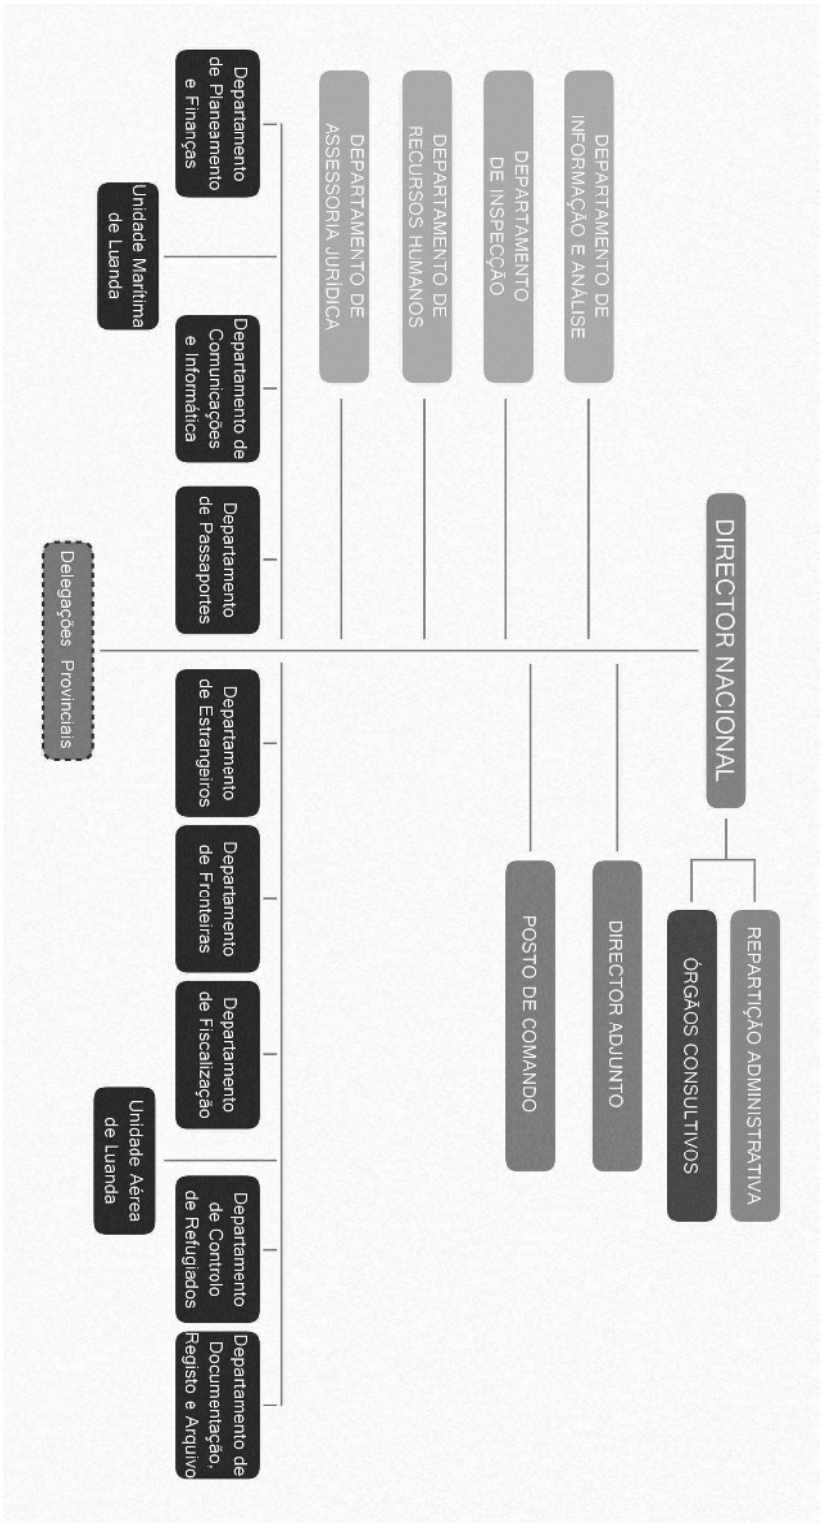 REPARTIÇÃO ADMINISTRATIVA
DIRECTOR NACIONAL
ÓRGÃOS CONSULTIVOS
DEPARTAMENTO DE
INFORMAÇÃO E ANÁLISE
DIRECTOR ADJUNTO
DEPARTAMENTO
DE INSPECÇÃO
POSTO DE COMANDO
DEPARTAMENTO DE
RECURSOS HUMANOS
DEPARTAMENTO DE
ASSESSORIA JURÍDICA
Departamento
de Planeamento
e Finanças
Departamento de
Comunicações
e Informática
Departamento
de Passaportes
Departamento
de Estrangeiros
Departamento
de Fronteiras
Departamento
de Fiscalização
Departamento
de Controlo
de Refugiados
Departamento de
Documentação,
Registo e Arquivo
Unidade Marítima
de Luanda
Unidade Aérea
de Luanda
Delegações Provinciais